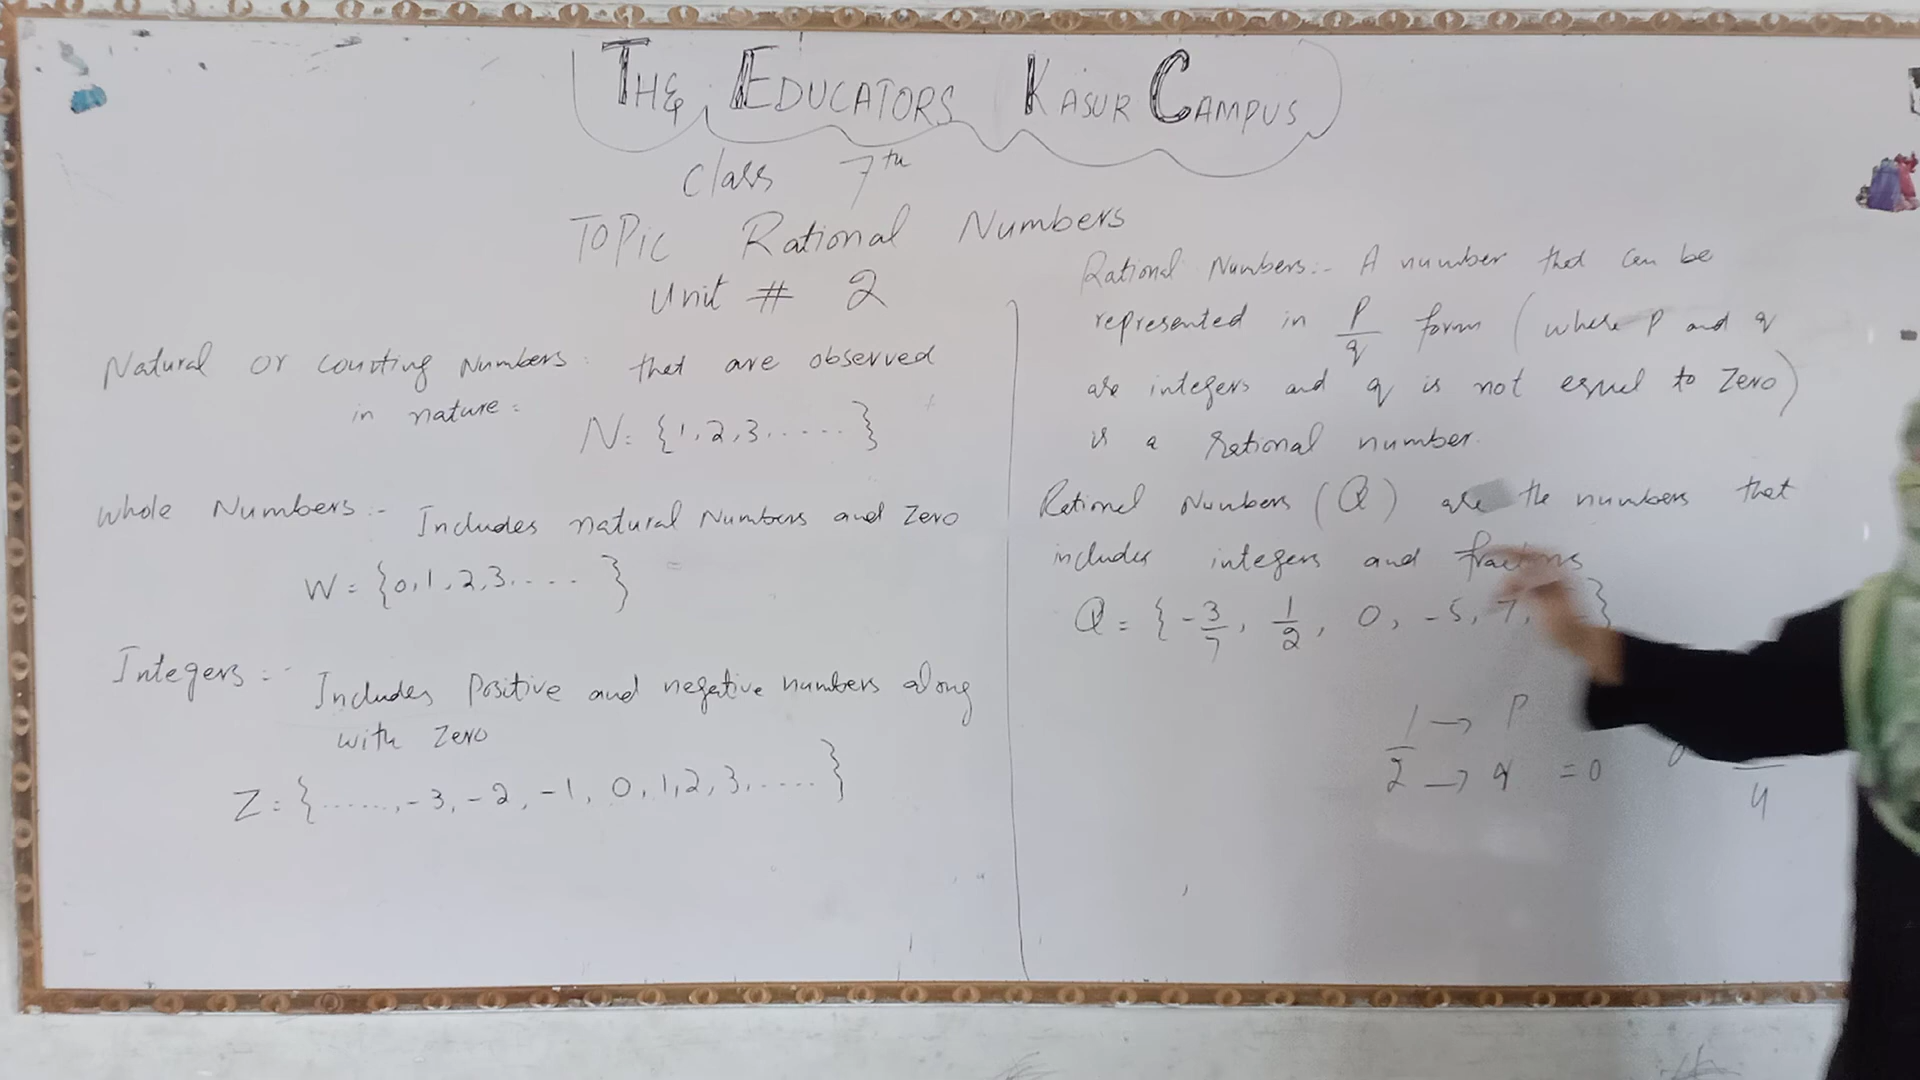 THE EDUCATORS KASUR CAMPUS
Class 7th
Topic Rational Numbers
Unit # 2
Natural or counting Numbers: that are observed
in nature:
N = {1, 2, 3, ......}
Whole Numbers:- Includes natural Numbers and Zero
W = {0, 1, 2, 3, .... }
Integers:- Includes Positive and negative numbers along
with Zero
Z = {......, -3, -2, -1, 0, 1, 2, 3, .....}
Rational Numbers:- A number that can be
represented in p/q form (where P and q
are integers and q is not equal to Zero)
is a rational number.
Rational Numbers (Q) are the numbers that
includes integers and fractions
Q = {-3/7, 1/2, 0, -5, 7, }
1 → P
2 → q = 0
4